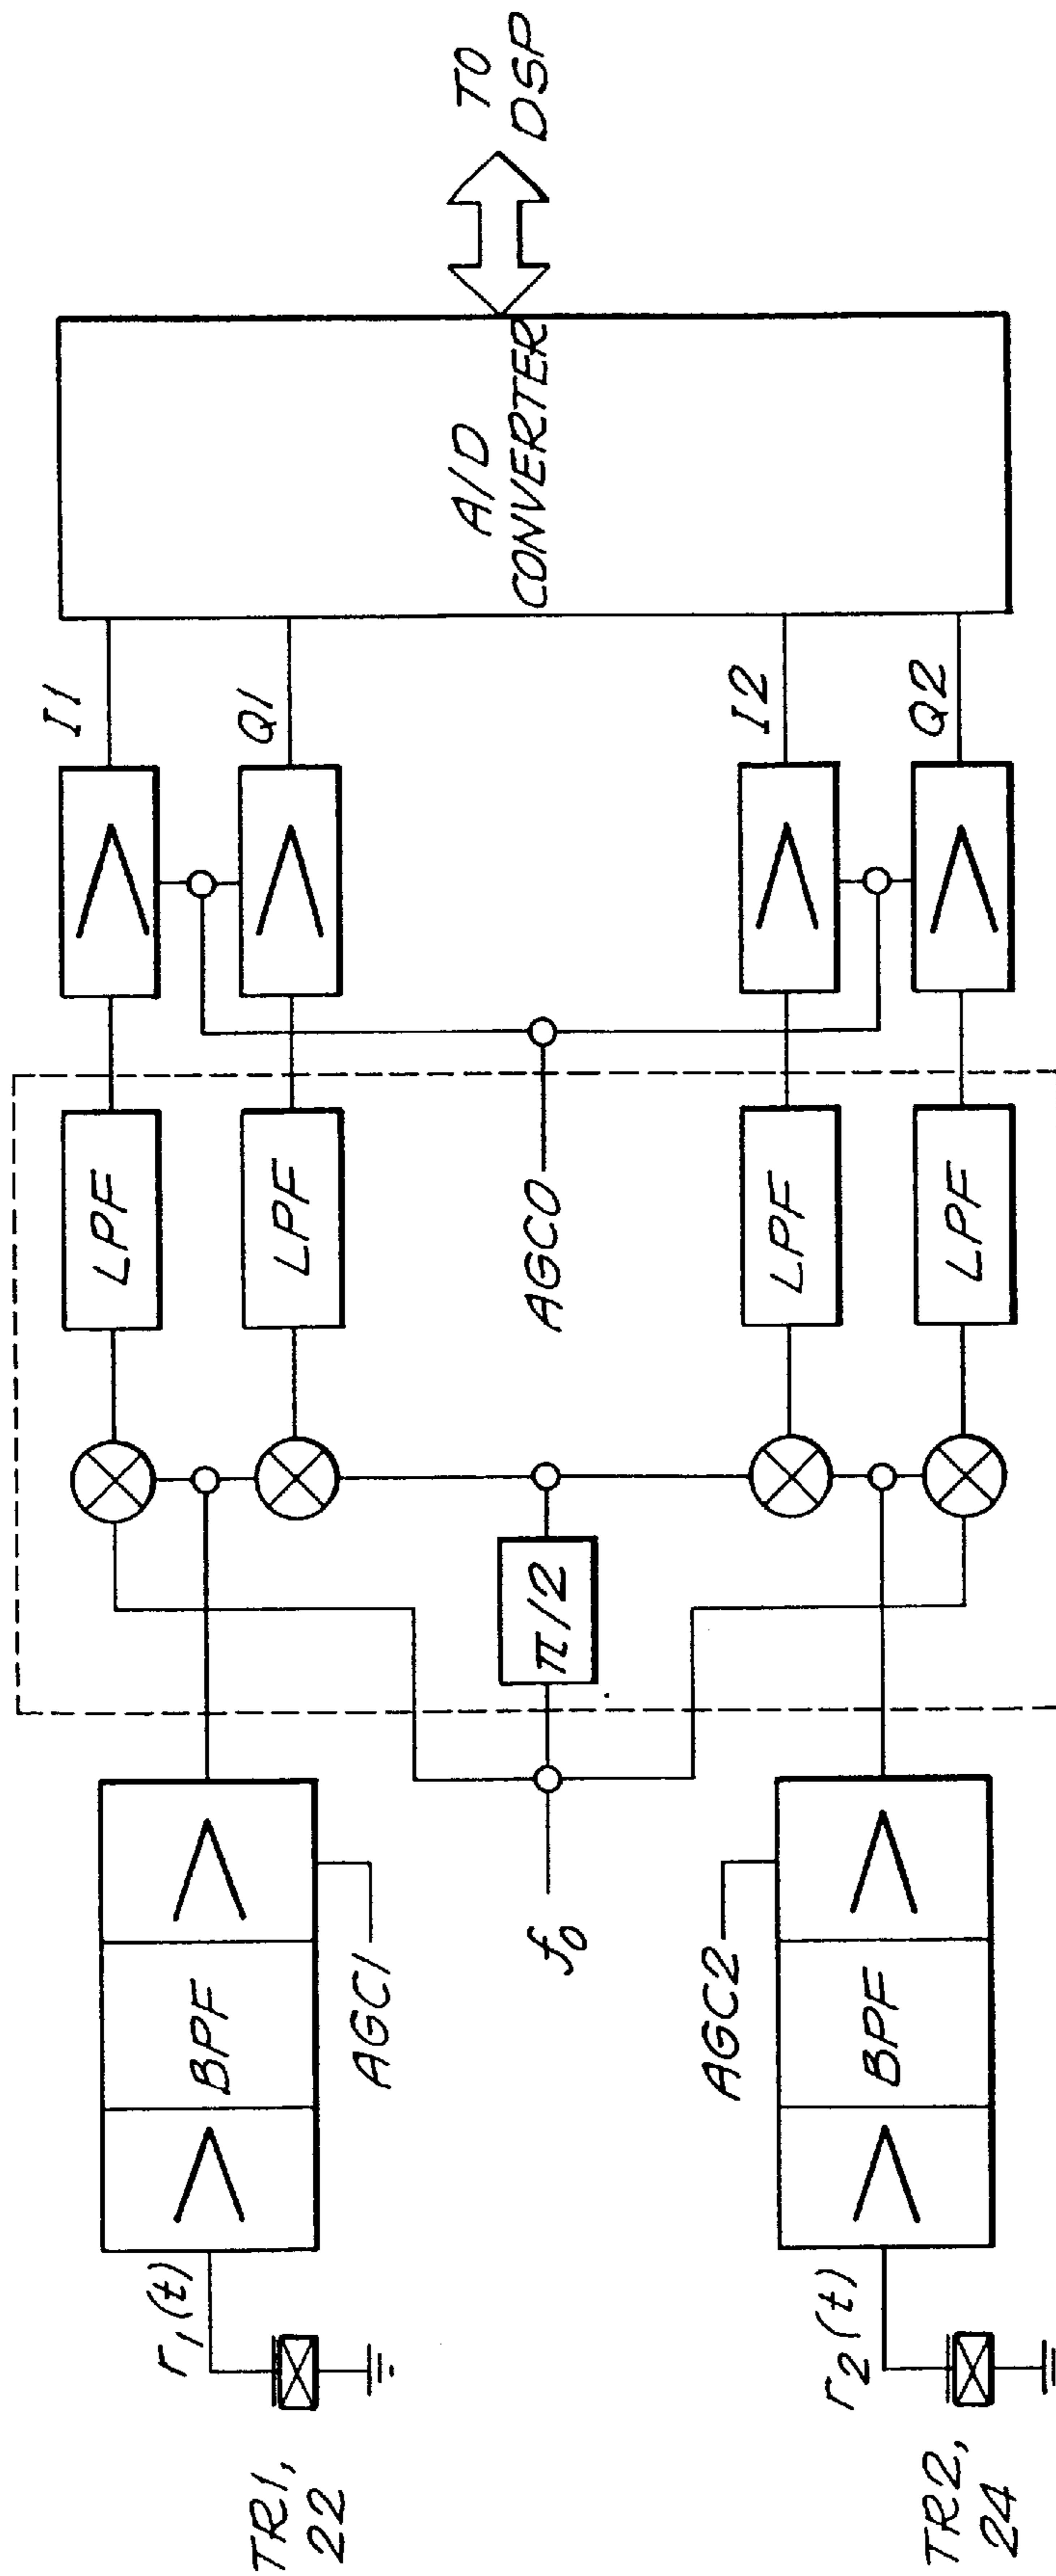 TR1,
22
r1(t)
BPF
AGC1
LPF
LPF
I1
Q1
f0
π/2
AGC0
A/D
CONVERTER
TO
DSP
TR2,
24
r2(t)
BPF
AGC2
LPF
LPF
I2
Q2